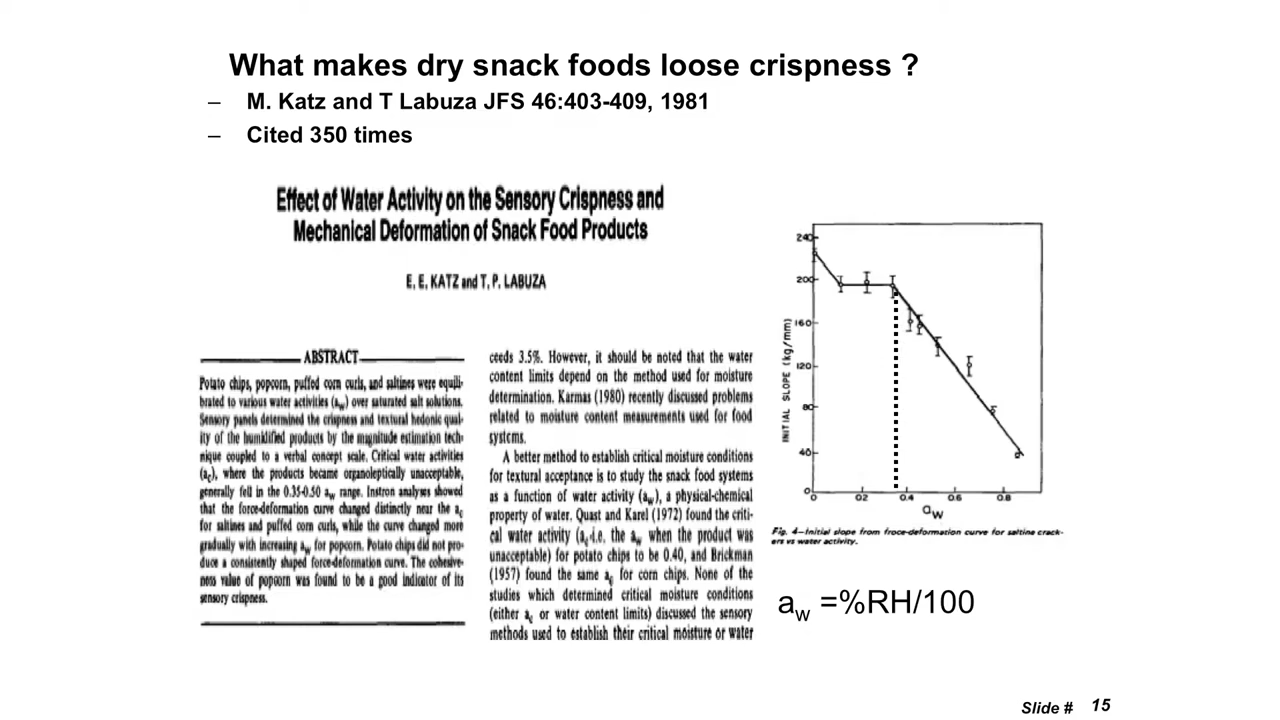 What makes dry snack foods loose crispness ?
– M. Katz and T Labuza JFS 46:403-409, 1981
– Cited 350 times
Effect of Water Activity on the Sensory Crispness and
Mechanical Deformation of Snack Food Products
E. E. KATZ and T. P. LABUZA
ABSTRACT
Potato chips, popcorn, puffed corn curls, and saltines were equili-
brated to various water activities (aw) over saturated salt solutions.
Sensory panels determined the crispness and textural hedonic qual-
ity of the humidified products by the magnitude estimation tech-
nique coupled to a verbal concept scale. Critical water activities
(ac), where the products became organoleptically unacceptable,
generally fell in the 0.35-0.50 aw range. Instron analyses showed
that the force-deformation curve changed distinctly near the ac
for saltines and puffed corn curls, while the curve changed more
gradually with increasing aw for popcorn. Potato chips did not pro-
duce a consistently shaped force-deformation curve. The cohesive-
ness value of popcorn was found to be a good indicator of its
sensory crispness.
ceeds 3.5%. However, it should be noted that the water
content limits depend on the method used for moisture
determination. Karmas (1980) recently discussed problems
related to moisture content measurements used for food
systems.
A better method to establish critical moisture conditions
for textural acceptance is to study the snack food systems
as a function of water activity (aw), a physical-chemical
property of water. Quast and Karel (1972) found the criti-
cal water activity (ac-i.e. the aw when the product was
unacceptable) for potato chips to be 0.40, and Brickman
(1957) found the same ac for corn chips. None of the
studies which determined critical moisture conditions
(either ac or water content limits) discussed the sensory
methods used to establish their critical moisture or water
240
200
160
120
80
40
0
INITIAL SLOPE (kg/mm)
0 0.2 0.4 0.6 0.8
aw
Fig. 4—Initial slope from froce-deformation curve for saltine crack-
ers vs water activity.
aw =%RH/100
Slide # 15